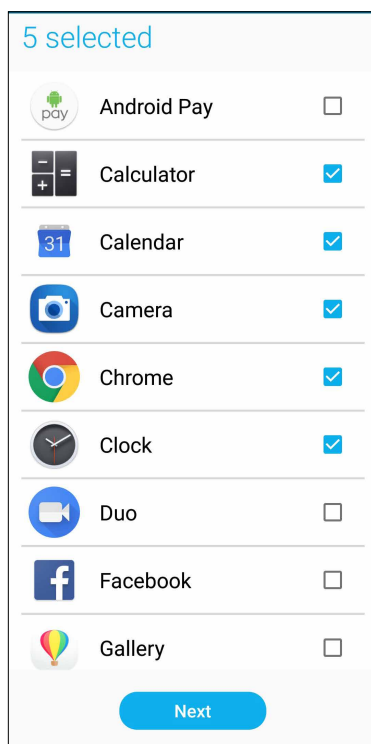 5 selected
pay
Android Pay
Calculator
31
Calendar
Camera
Chrome
Clock
Duo
f
Facebook
Gallery
Next